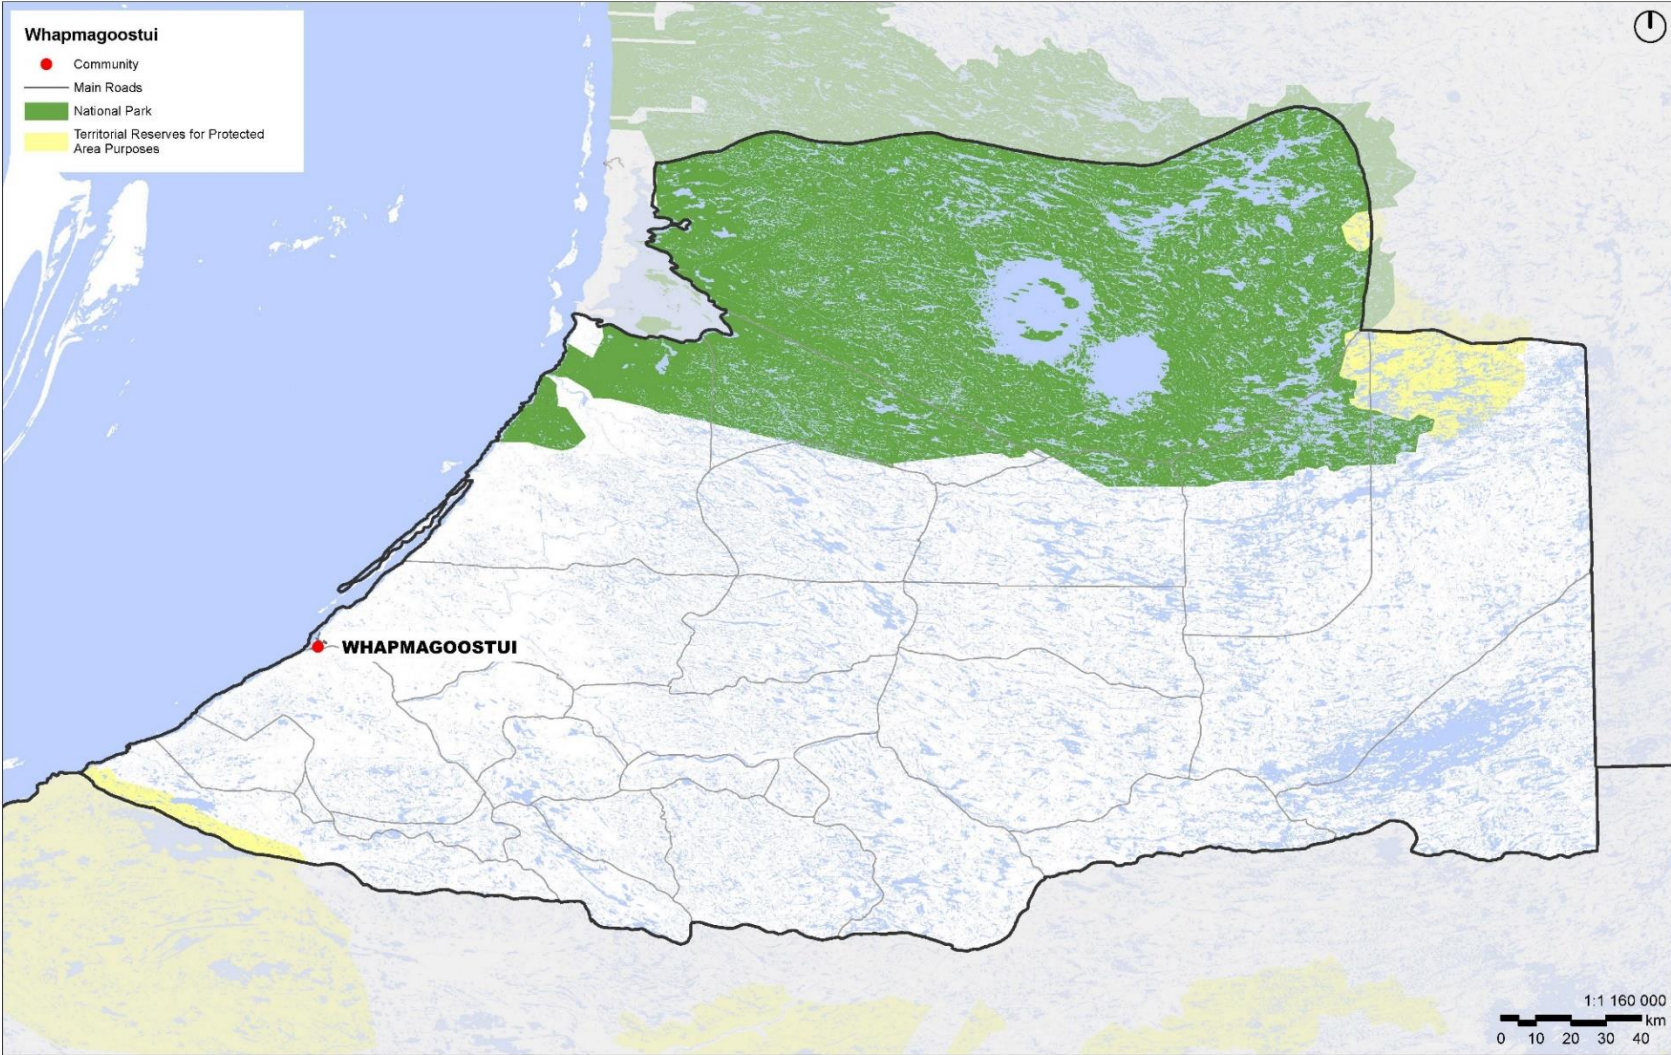 Whapmagoostui
Community
Main Roads
National Park
Territorial Reserves for Protected
Area Purposes
WHAPMAGOOSTUI
1:1 160 000
km
0 10 20 30 40